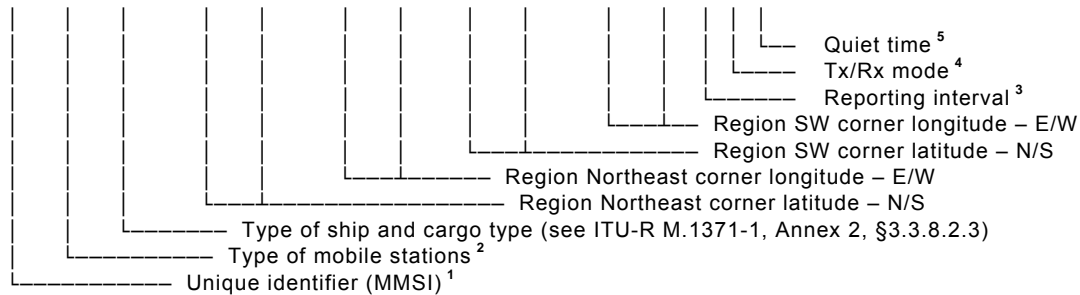 Quiet time 5
Tx/Rx mode 4
Reporting interval 3
Region SW corner longitude – E/W
Region SW corner latitude – N/S
Region Northeast corner longitude – E/W
Region Northeast corner latitude – N/S
Type of ship and cargo type (see ITU-R M.1371-1, Annex 2, §3.3.8.2.3)
Type of mobile stations 2
Unique identifier (MMSI) 1